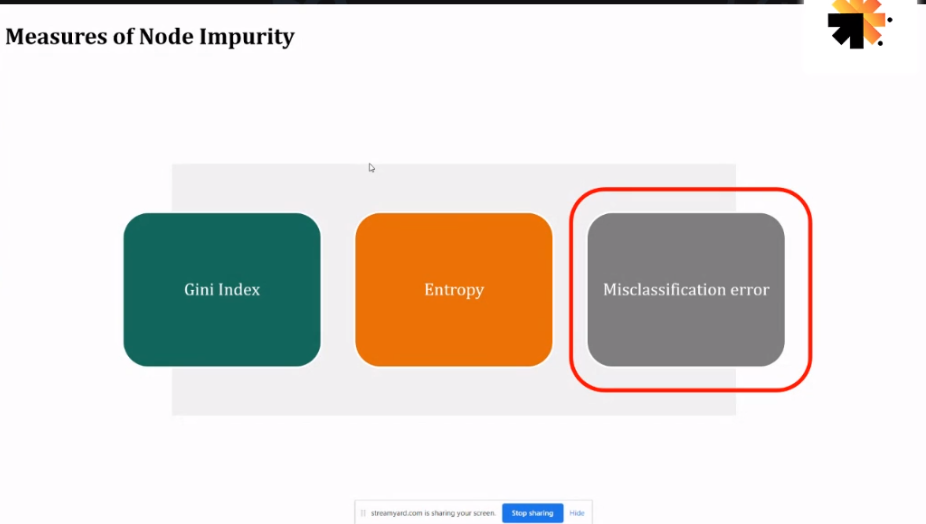 Measures of Node Impurity
Gini Index
Entropy
Misclassification error
streamyard.com is sharing your screen.
Stop sharing
Hide